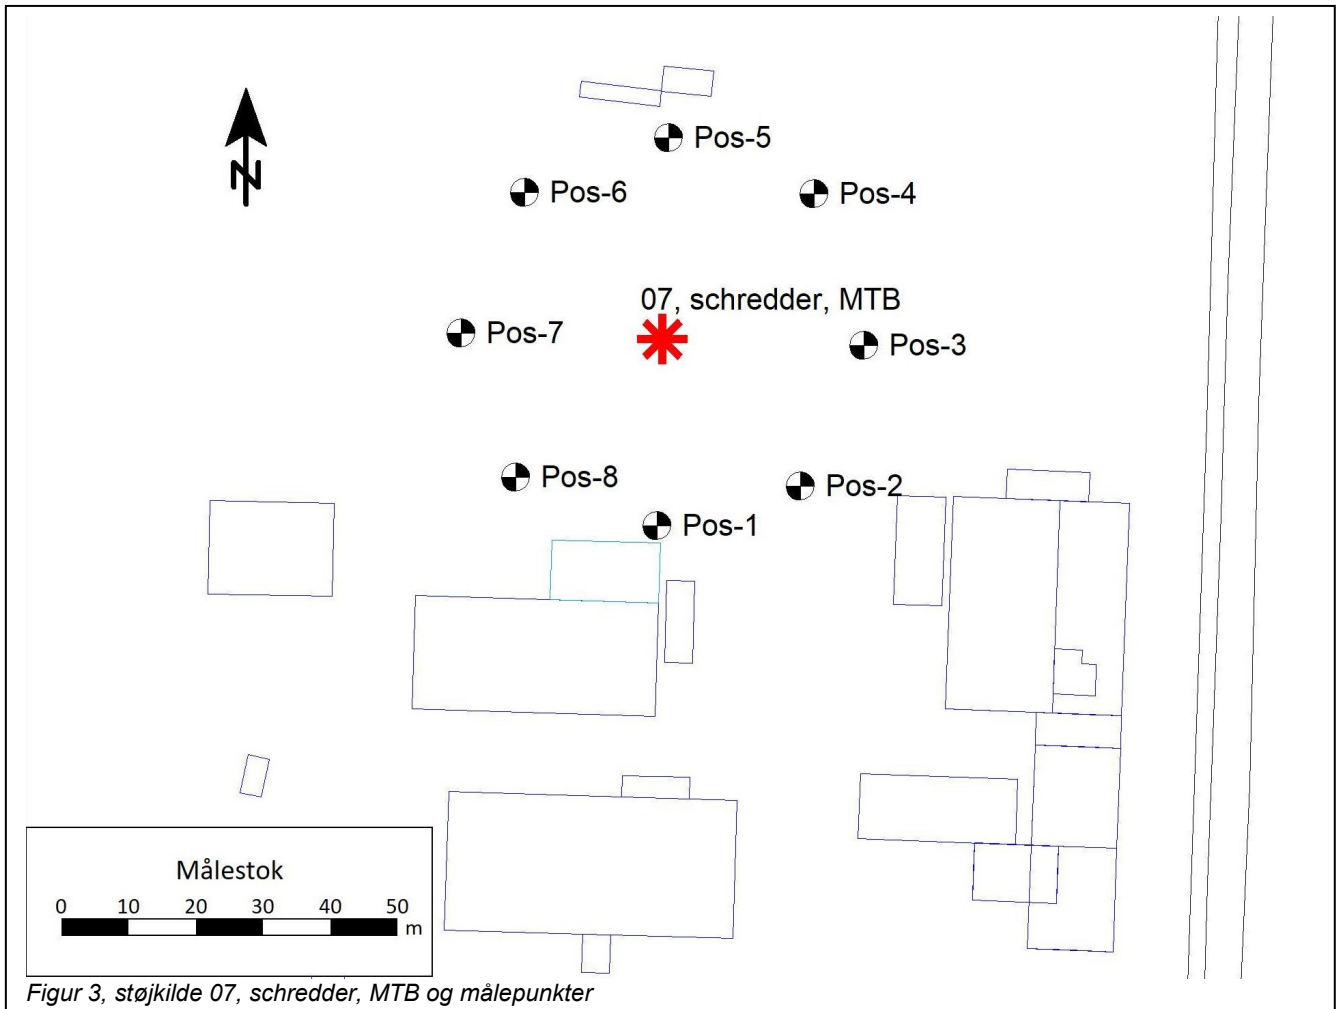 N
Pos-5
Pos-6
Pos-4
07, schredder, MTB
Pos-7
Pos-3
Pos-8
Pos-2
Pos-1
Målestok
0 10 20 30 40 50
m
Figur 3, støjkilde 07, schredder, MTB og målepunkter